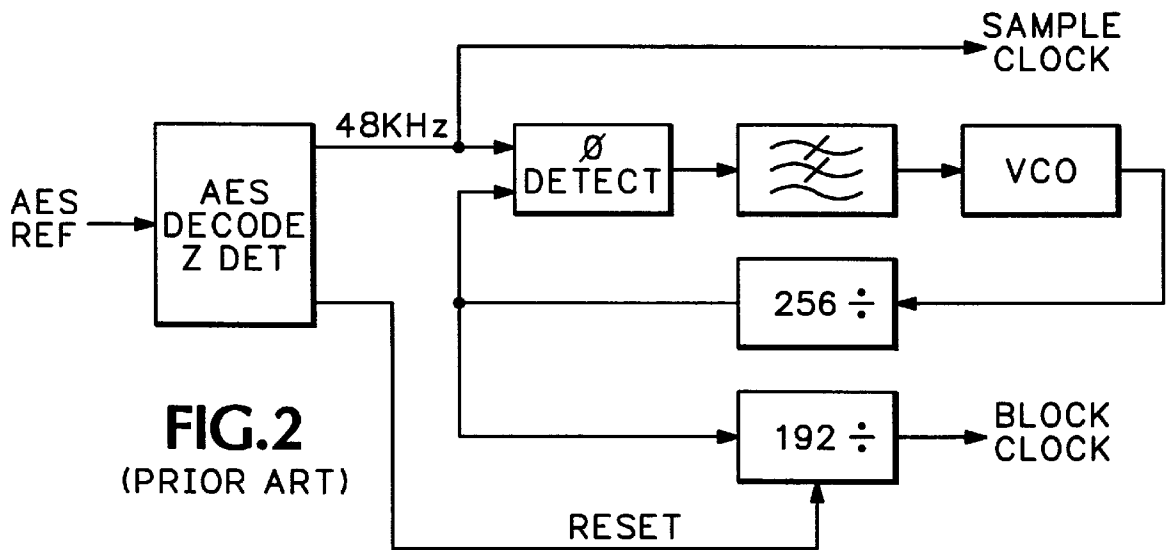 SAMPLE
CLOCK
48KHz
AES
REF
AES
DECODE
Z DET
Ø
DETECT
VCO
256 ÷
192 ÷
BLOCK
CLOCK
RESET
FIG.2
(PRIOR ART)